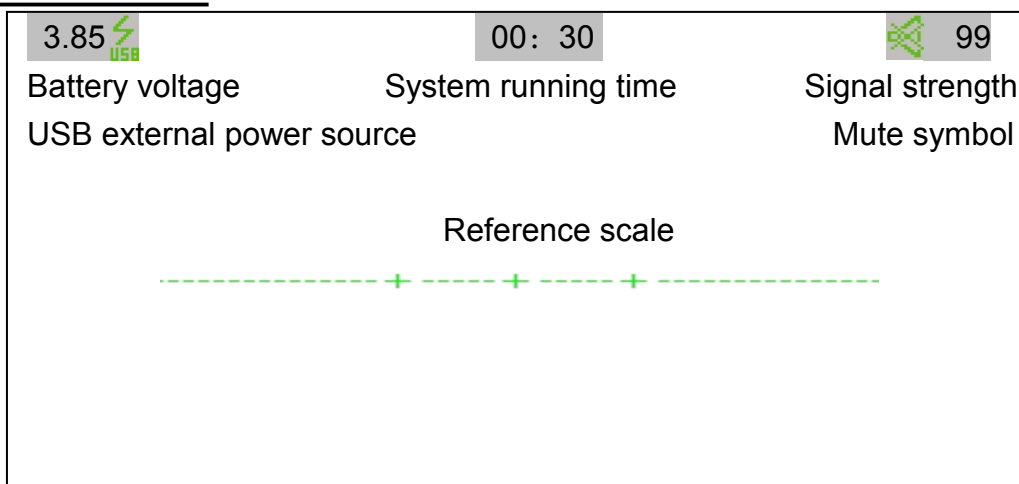 3.85 USB 00: 30 99
Battery voltage System running time Signal strength
USB external power source Mute symbol
Reference scale